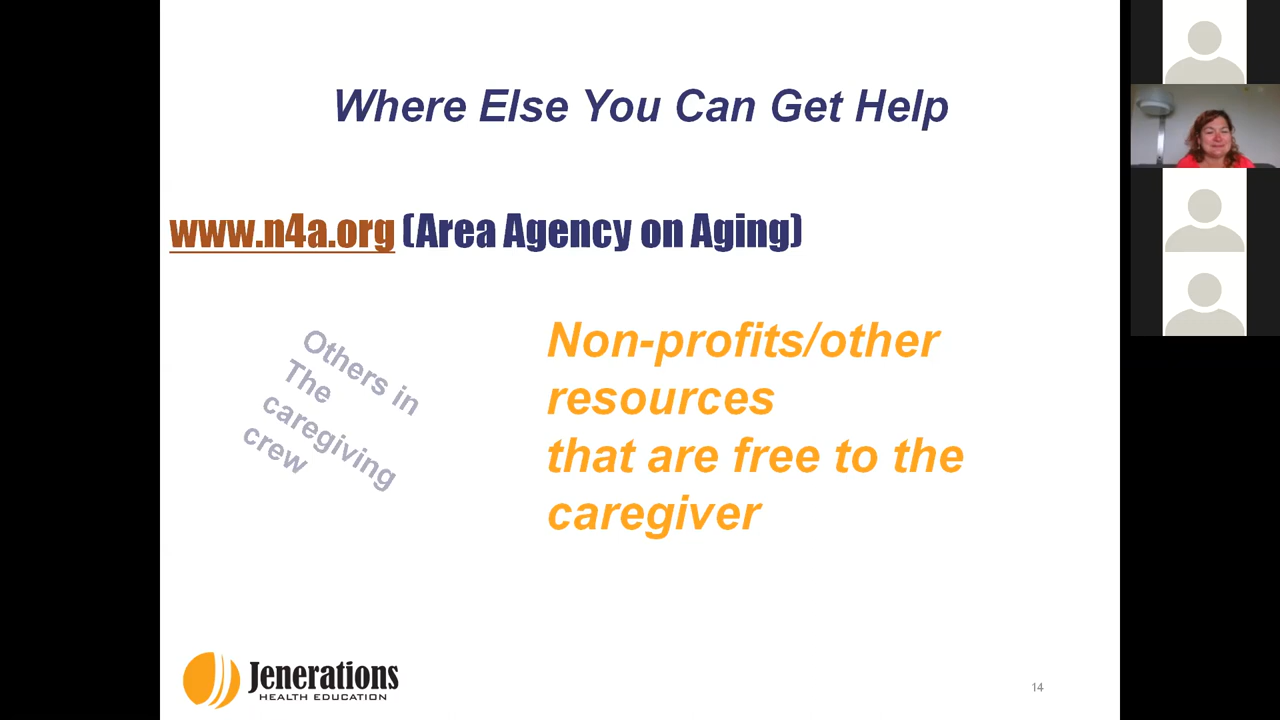 Where Else You Can Get Help
www.n4a.org (Area Agency on Aging)
Others in
The
caregiving
crew
Non-profits/other
resources
that are free to the
caregiver
Jenerations
HEALTH EDUCATION
14